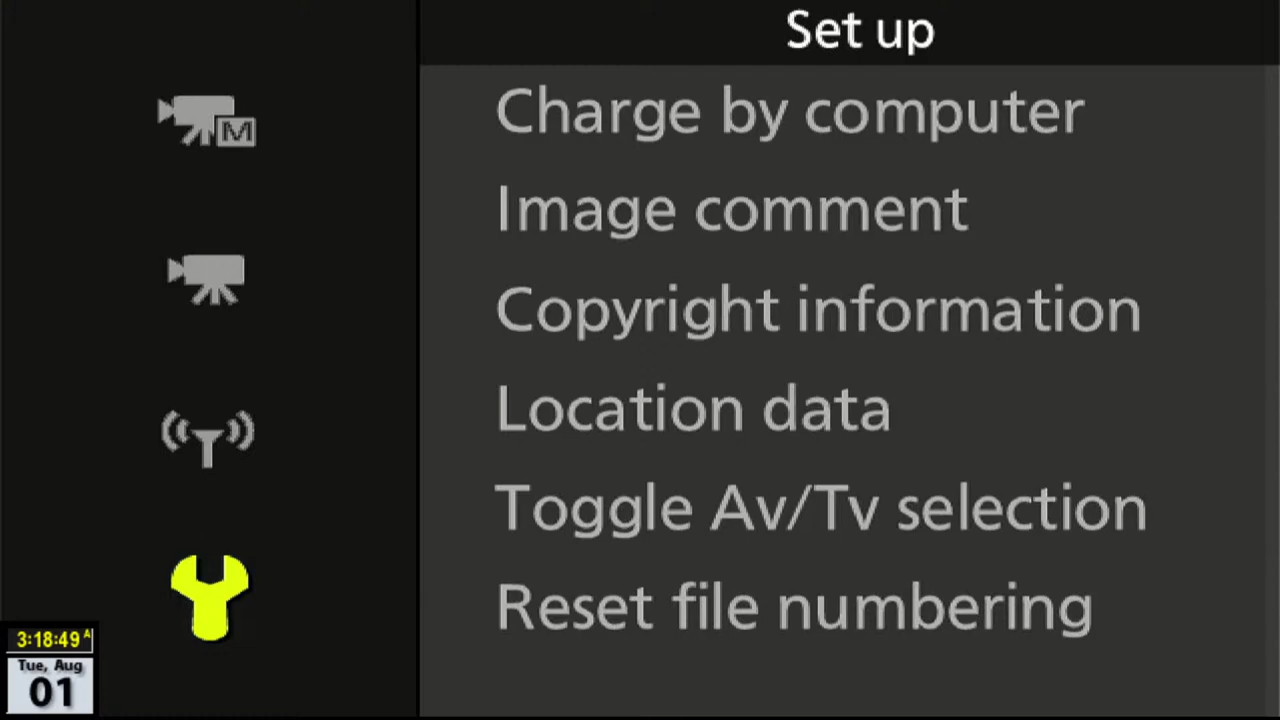 Set up
M
Charge by computer
Image comment
Copyright information
Location data
Toggle Av/Tv selection
Reset file numbering
3:18:49 A
Tue, Aug
01